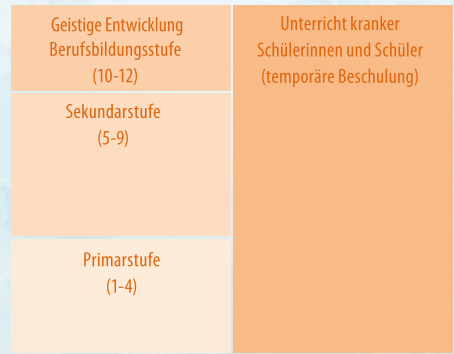 Geistige Entwicklung
Berufsbildungsstufe
(10-12)
Sekundarstufe
(5-9)
Primarstufe
(1-4)
Unterricht kranker
Schülerinnen und Schüler
(temporäre Beschulung)